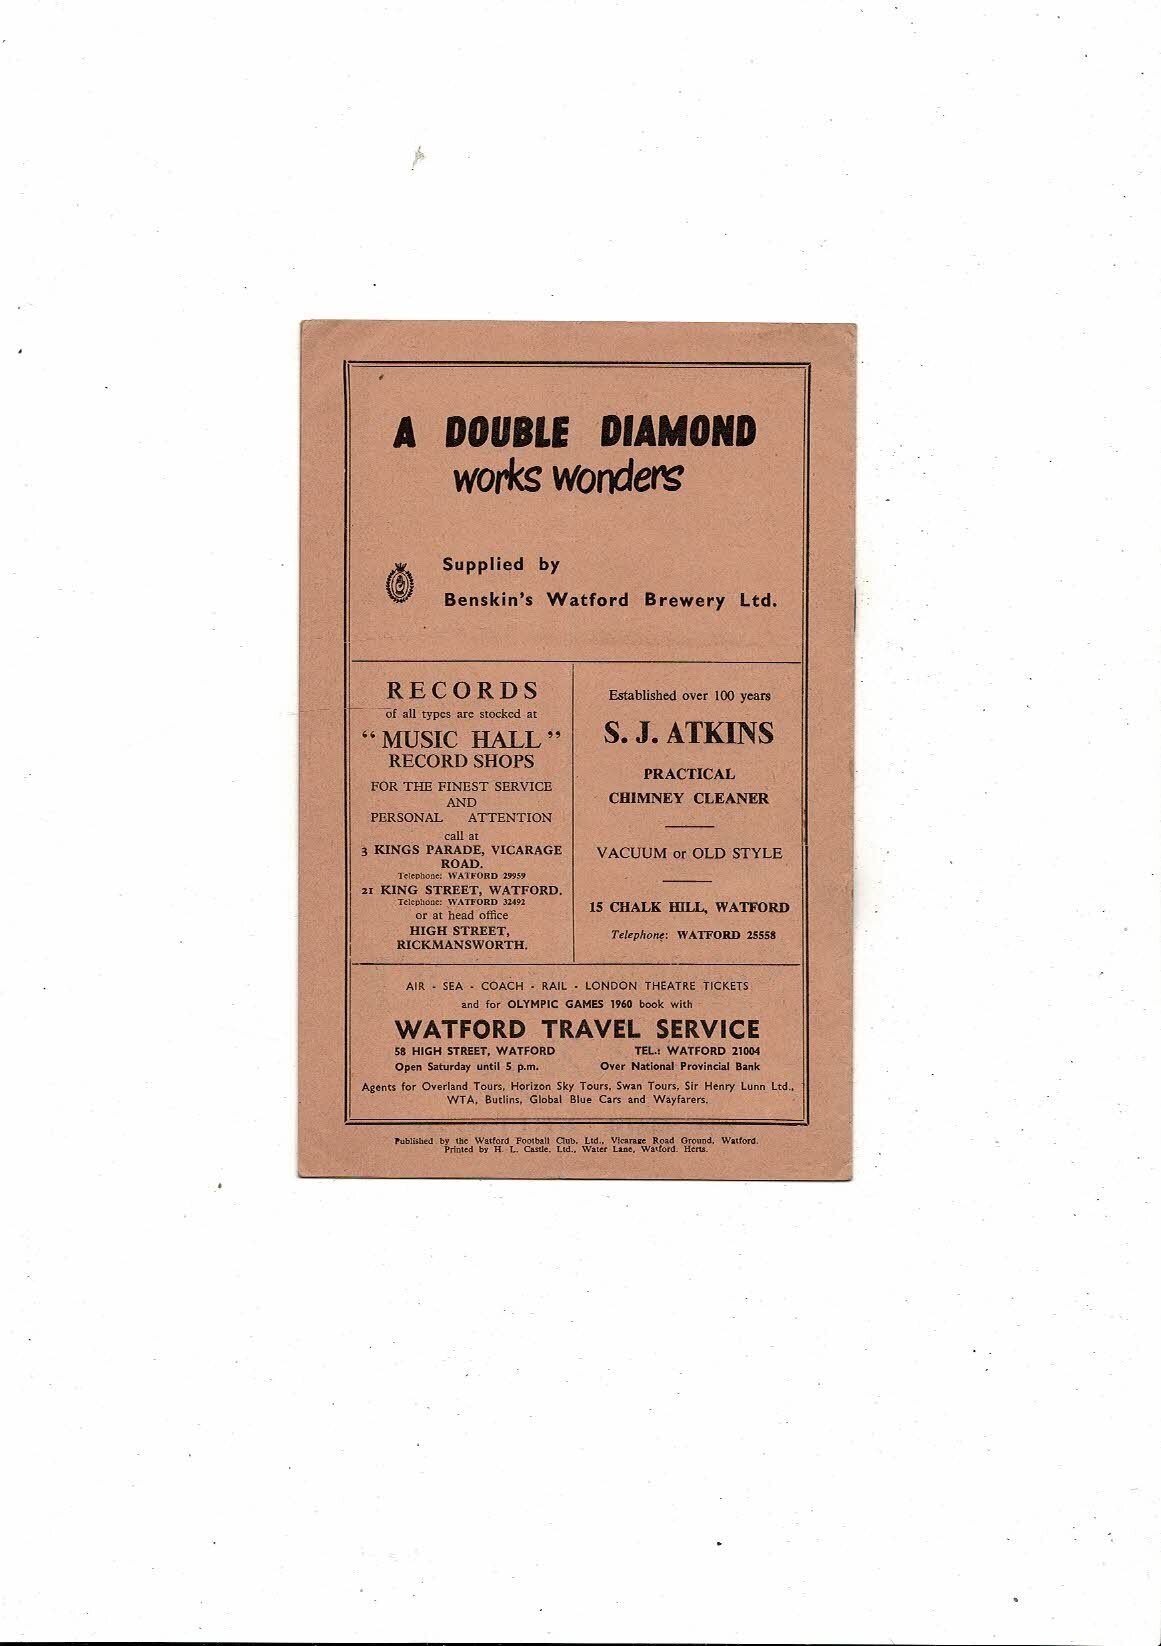 A DOUBLE DIAMOND
works wonders
Supplied by
Benskin's Watford Brewery Ltd.
RECORDS
of all types are stocked at
“MUSIC HALL”
RECORD SHOPS
FOR THE FINEST SERVICE
AND
PERSONAL ATTENTION
call at
3 KINGS PARADE, VICARAGE
ROAD.
Telephone: WATFORD 29959
21 KING STREET, WATFORD.
Telephone: WATFORD 32492
or at head office
HIGH STREET,
RICKMANSWORTH.
Established over 100 years
S. J. ATKINS
PRACTICAL
CHIMNEY CLEANER
VACUUM or OLD STYLE
15 CHALK HILL, WATFORD
Telephone: WATFORD 25558
AIR - SEA - COACH - RAIL - LONDON THEATRE TICKETS
and for OLYMPIC GAMES 1960 book with
WATFORD TRAVEL SERVICE
58 HIGH STREET, WATFORD TEL.: WATFORD 21004
Open Saturday until 5 p.m. Over National Provincial Bank
Agents for Overland Tours, Horizon Sky Tours, Swan Tours, Sir Henry Lunn Ltd.,
WTA, Butlins, Global Blue Cars and Wayfarers.
Published by the Watford Football Club, Ltd., Vicarage Road Ground, Watford.
Printed by H. L. Castle, Ltd., Water Lane, Watford. Herts.